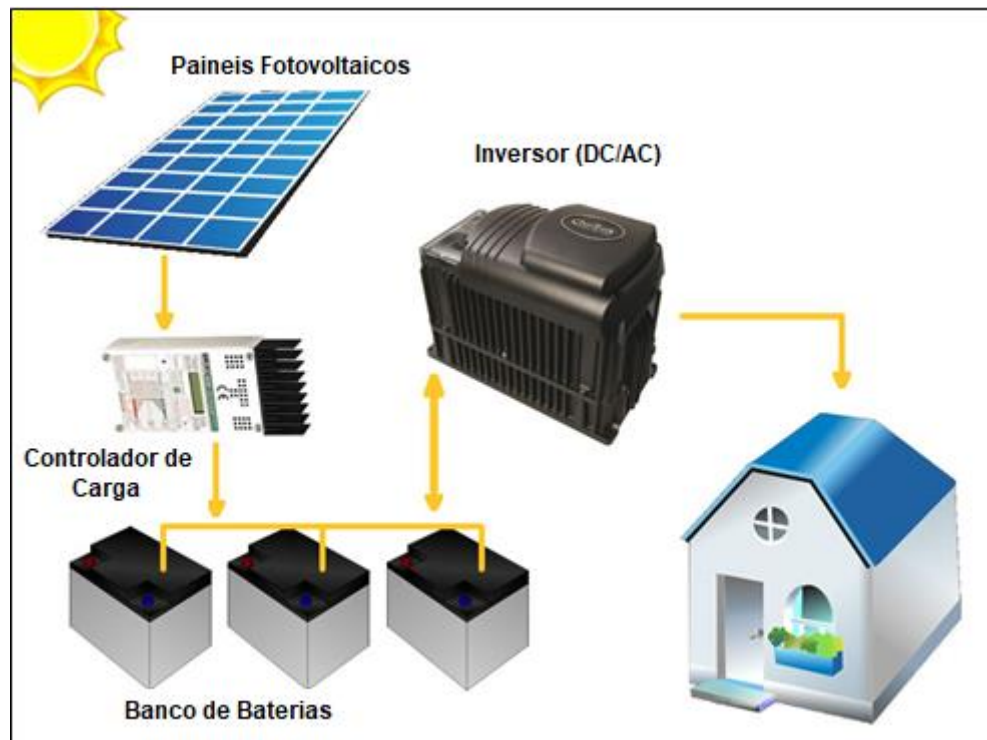 Paineis Fotovoltaicos
Inversor (DC/AC)
Controlador de
Carga
Banco de Baterias